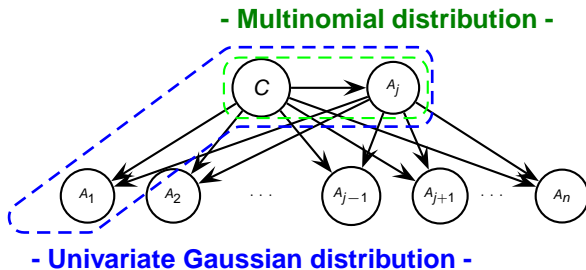 - Multinomial distribution -
C A_j
A_1 A_2 . . . A_{j−1} A_{j+1} . . . A_n
- Univariate Gaussian distribution -